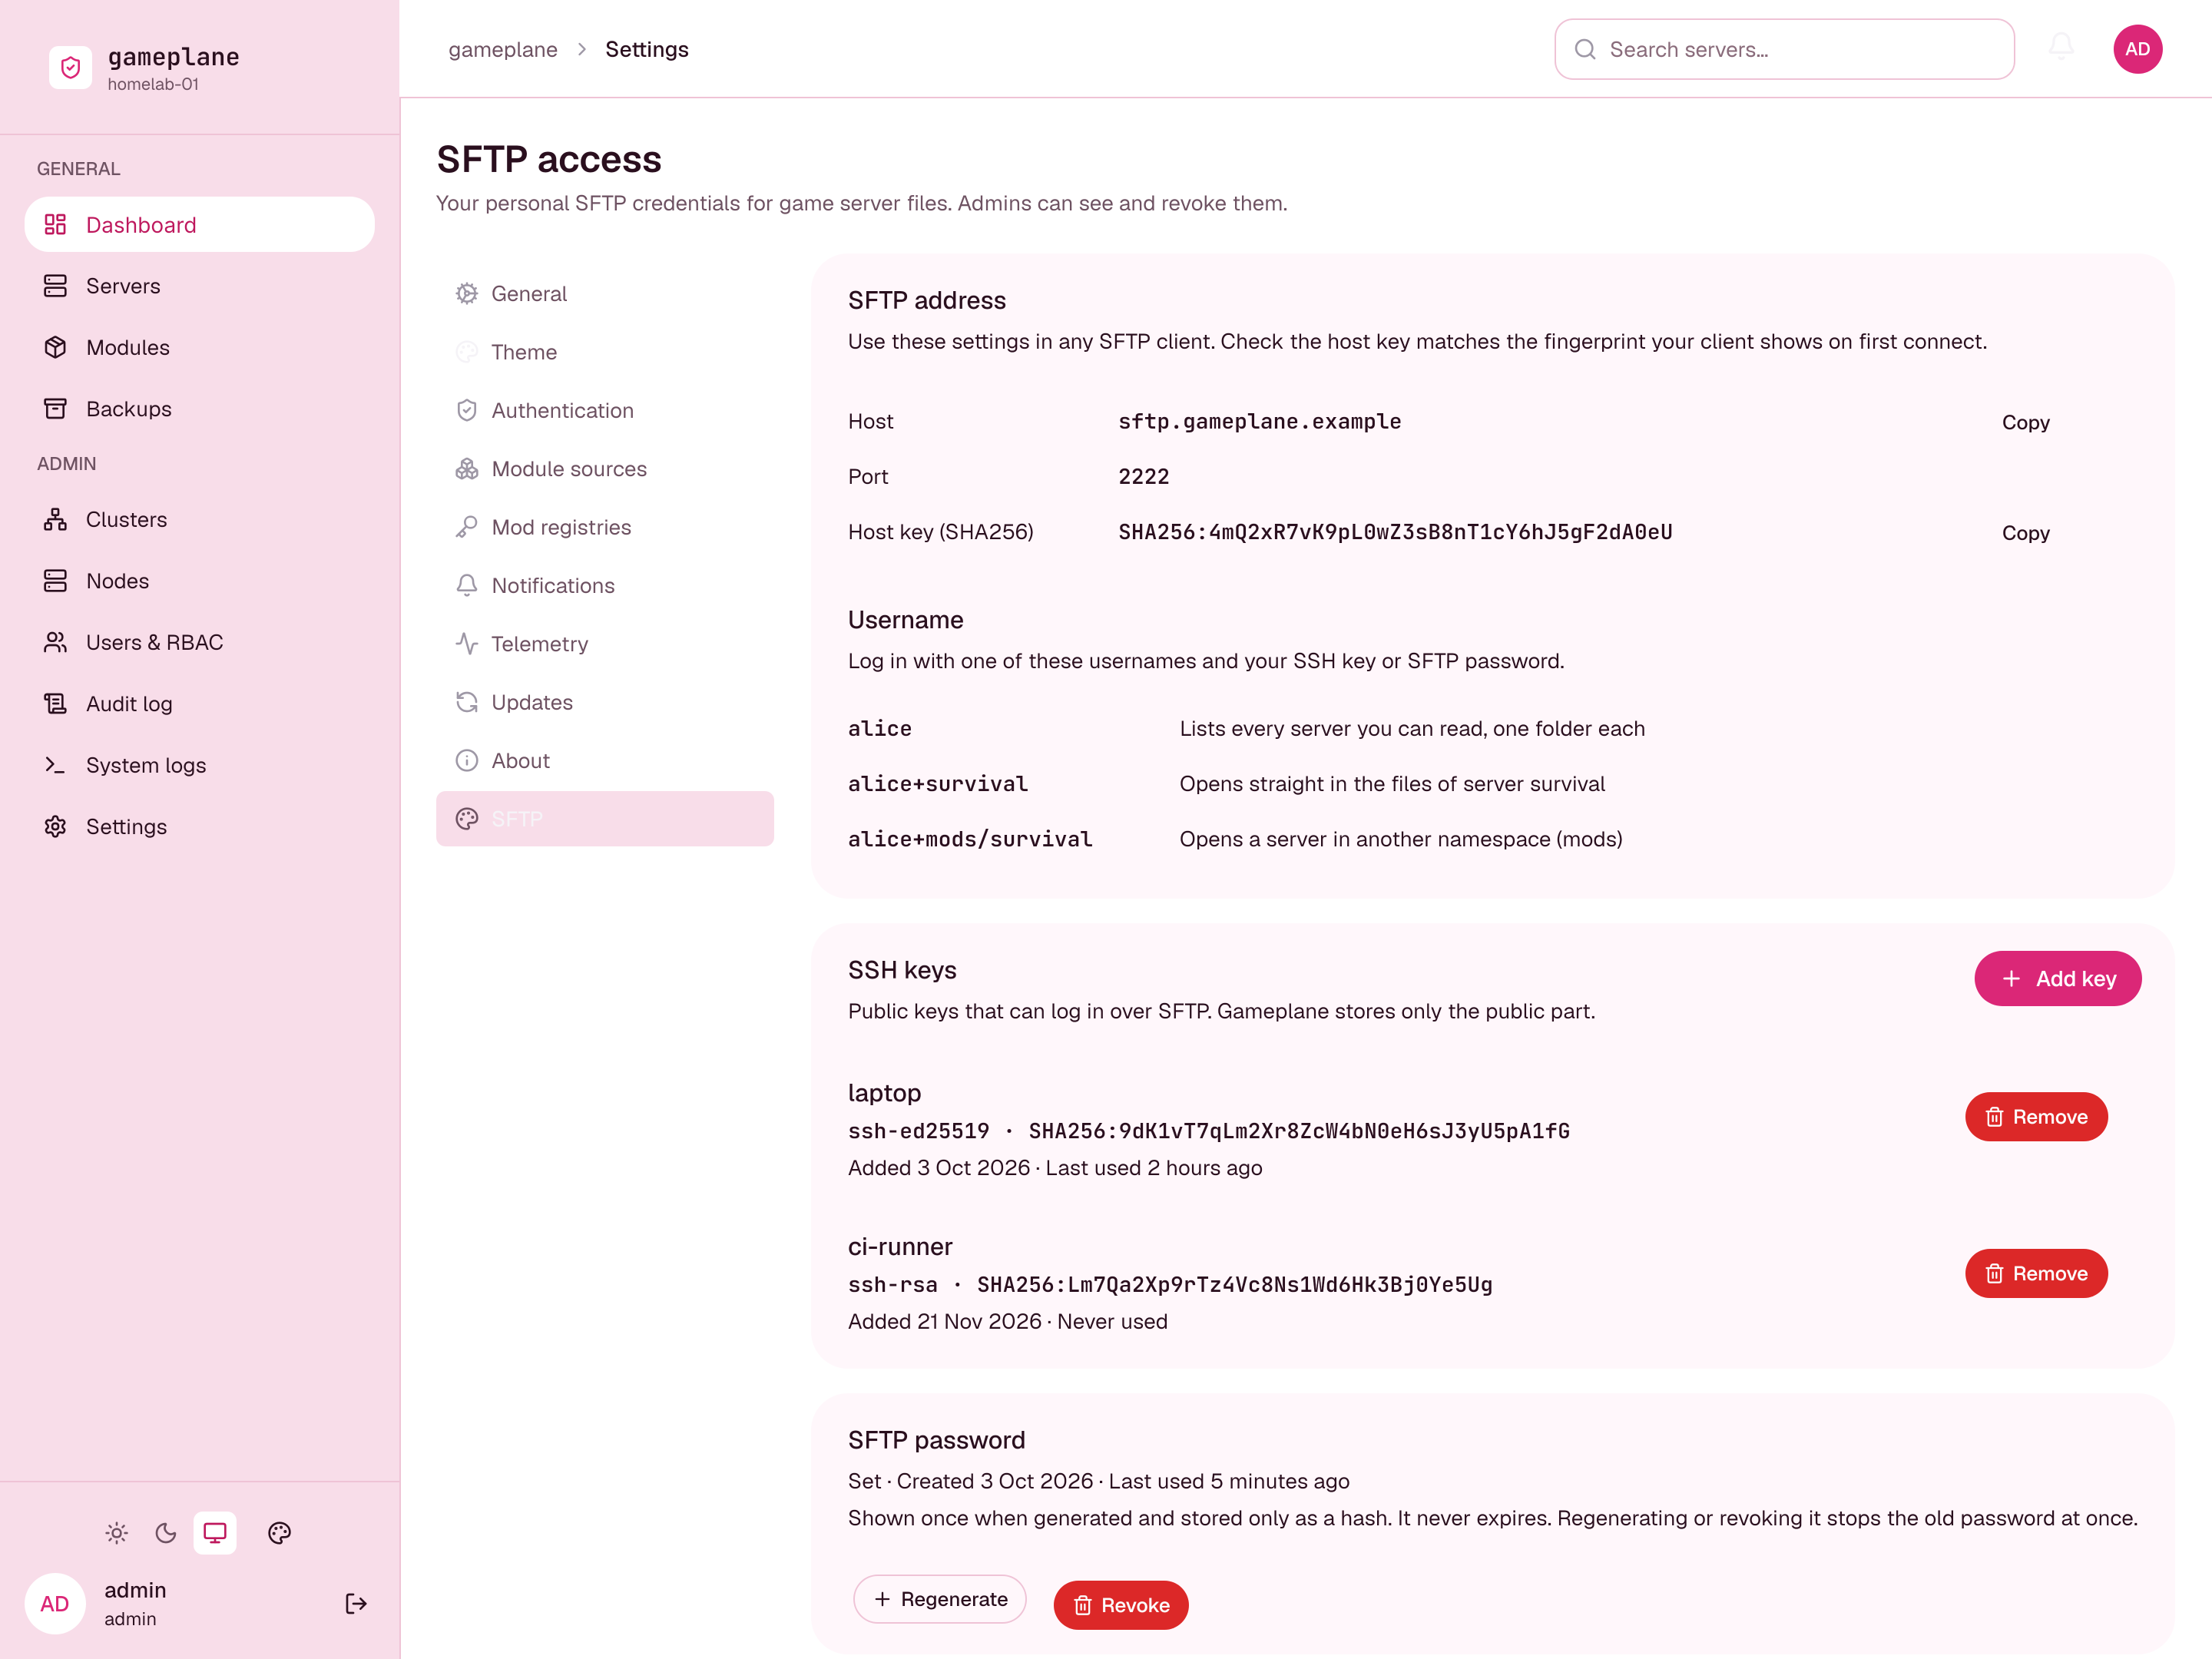 gameplane
homelab-01
GENERAL
Dashboard
Servers
Modules
Backups
ADMIN
Clusters
Nodes
Users & RBAC
Audit log
System logs
Settings
AD
admin
admin
gameplane > Settings
Search servers...
AD
SFTP access
Your personal SFTP credentials for game server files. Admins can see and revoke them.
General
Theme
Authentication
Module sources
Mod registries
Notifications
Telemetry
Updates
About
SFTP
SFTP address
Use these settings in any SFTP client. Check the host key matches the fingerprint your client shows on first connect.
Host sftp.gameplane.example Copy
Port 2222
Host key (SHA256) SHA256:4mQ2xR7vK9pL0wZ3sB8nT1cY6hJ5gF2dA0eU Copy
Username
Log in with one of these usernames and your SSH key or SFTP password.
alice Lists every server you can read, one folder each
alice+survival Opens straight in the files of server survival
alice+mods/survival Opens a server in another namespace (mods)
SSH keys
Add key
Public keys that can log in over SFTP. Gameplane stores only the public part.
laptop
ssh-ed25519 · SHA256:9dK1vT7qLm2Xr8ZcW4bN0eH6sJ3yU5pA1fG
Added 3 Oct 2026 · Last used 2 hours ago
Remove
ci-runner
ssh-rsa · SHA256:Lm7Qa2Xp9rTz4Vc8Ns1Wd6Hk3Bj0Ye5Ug
Added 21 Nov 2026 · Never used
Remove
SFTP password
Set · Created 3 Oct 2026 · Last used 5 minutes ago
Shown once when generated and stored only as a hash. It never expires. Regenerating or revoking it stops the old password at once.
Regenerate
Revoke